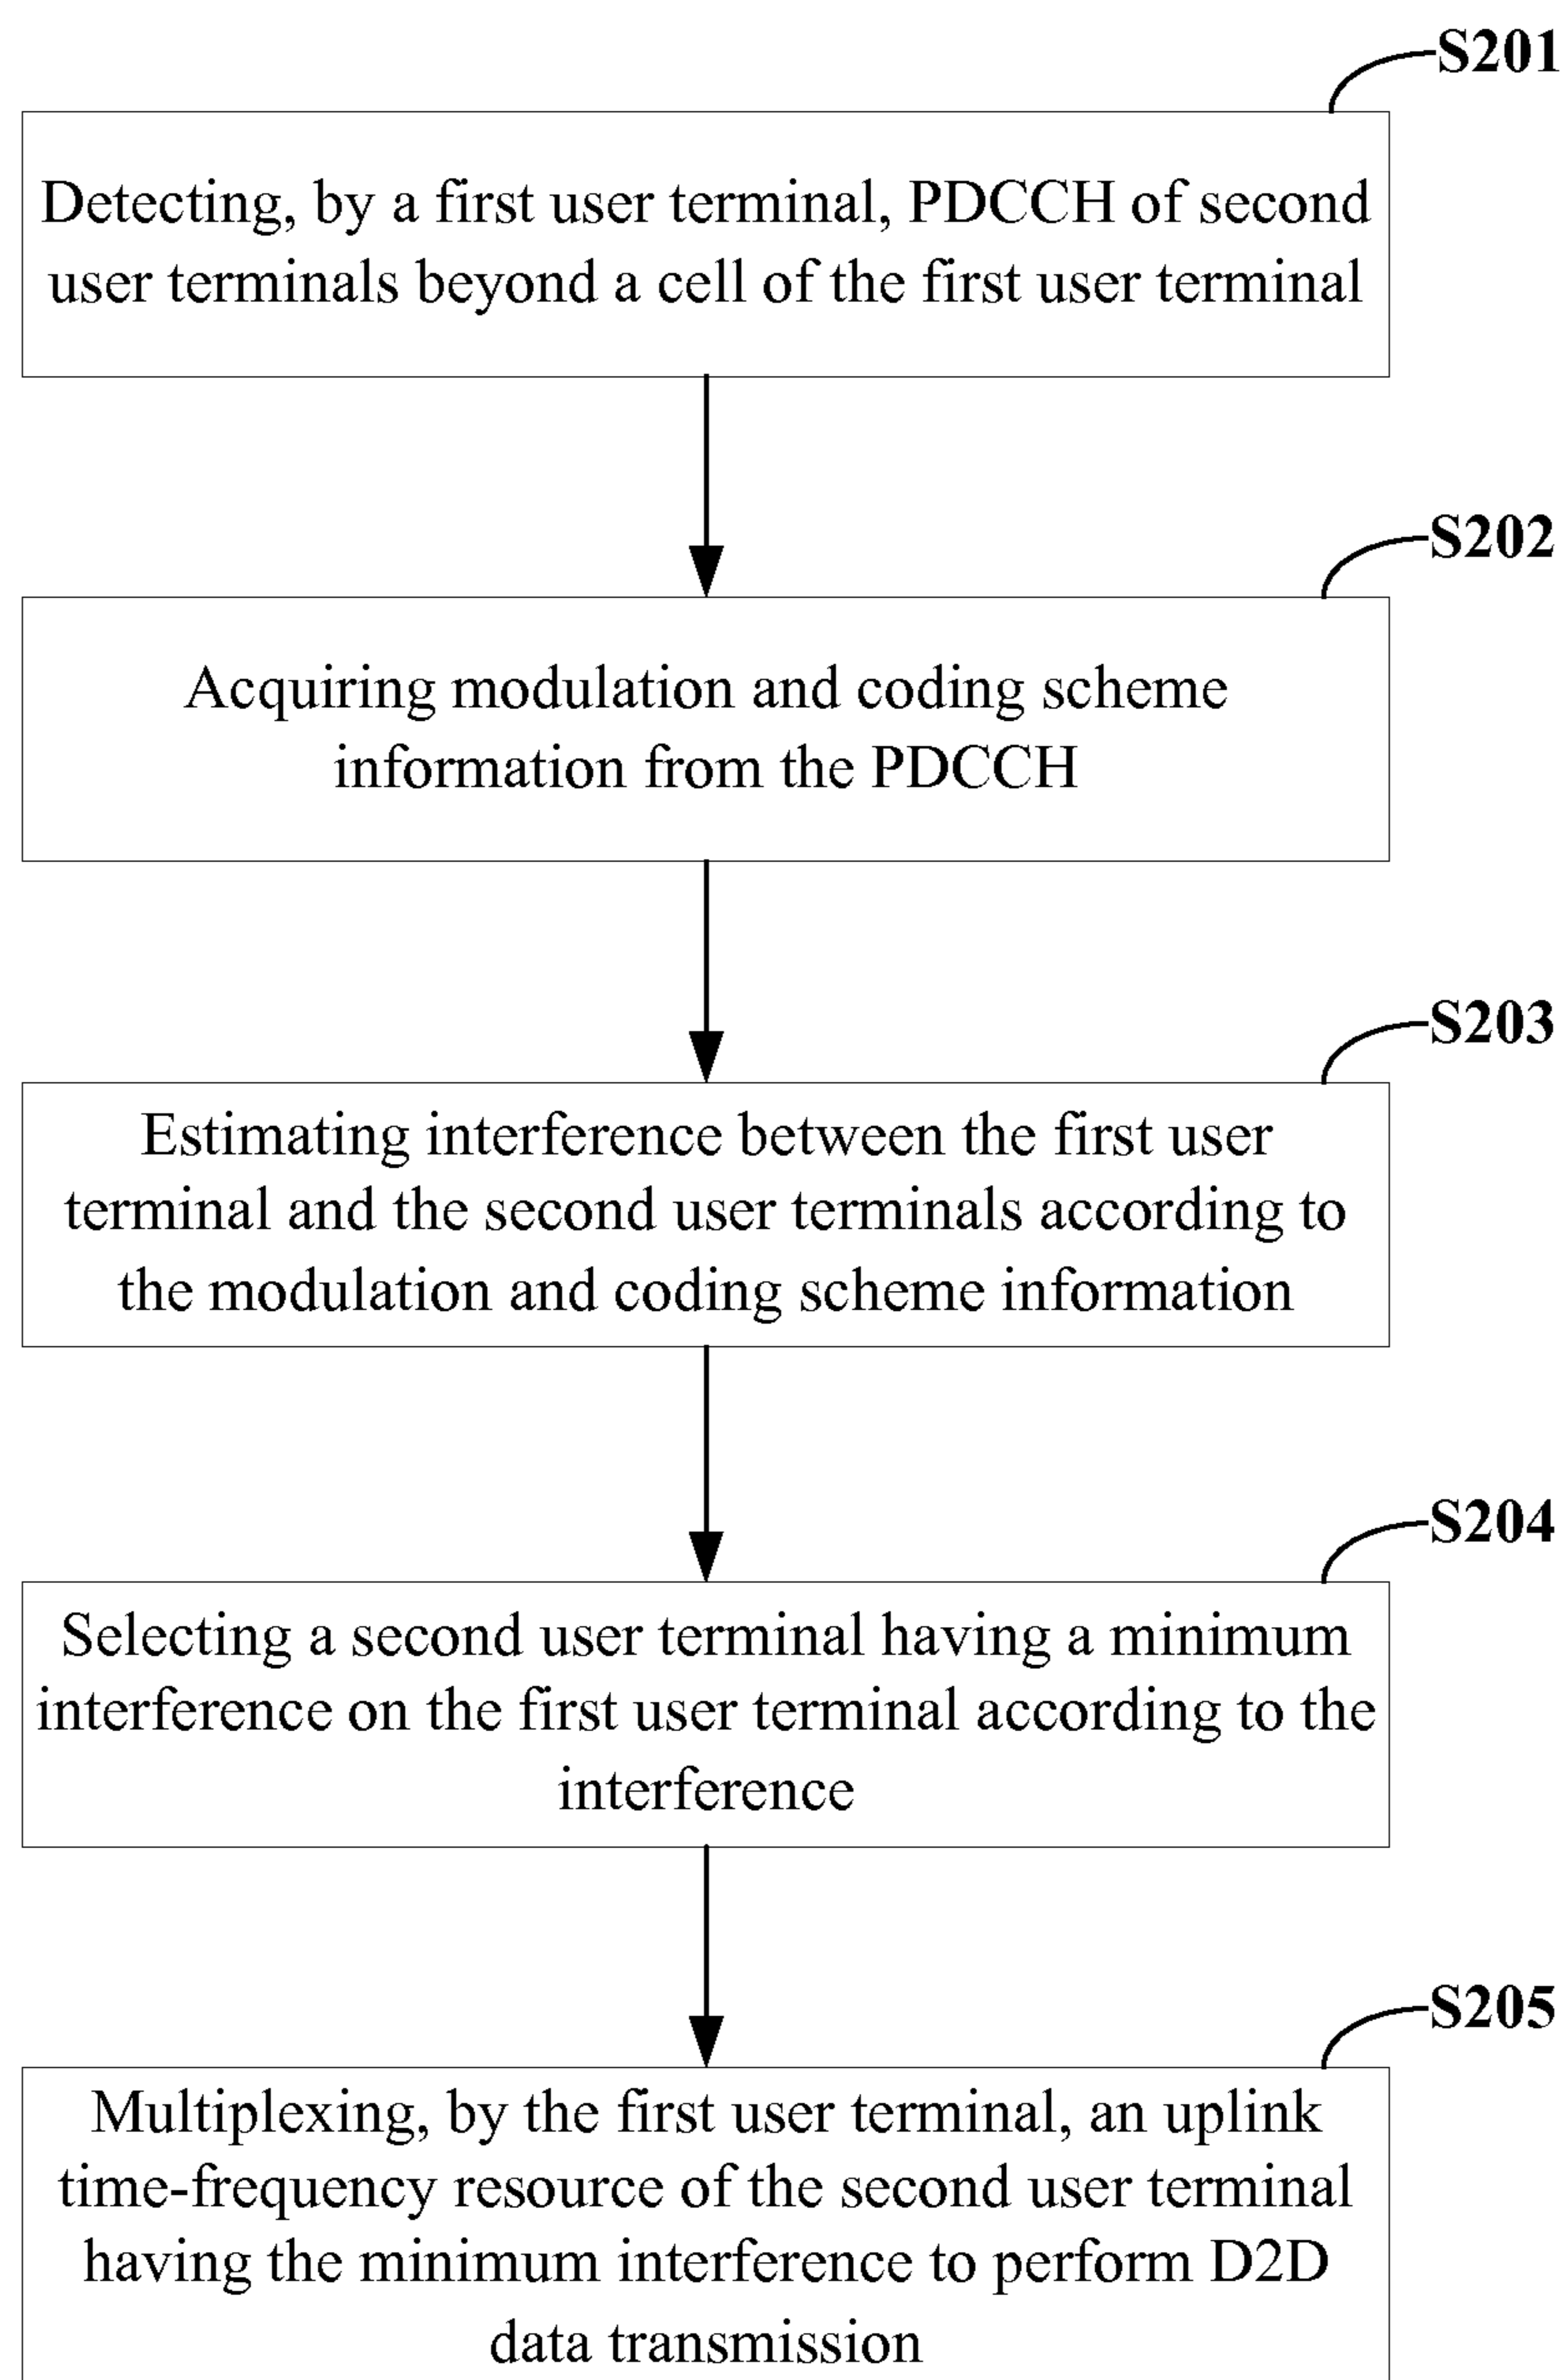 S201
Detecting, by a first user terminal, PDCCH of second
user terminals beyond a cell of the first user terminal
S202
Acquiring modulation and coding scheme
information from the PDCCH
S203
Estimating interference between the first user
terminal and the second user terminals according to
the modulation and coding scheme information
S204
Selecting a second user terminal having a minimum
interference on the first user terminal according to the
interference
S205
Multiplexing, by the first user terminal, an uplink
time-frequency resource of the second user terminal
having the minimum interference to perform D2D
data transmission